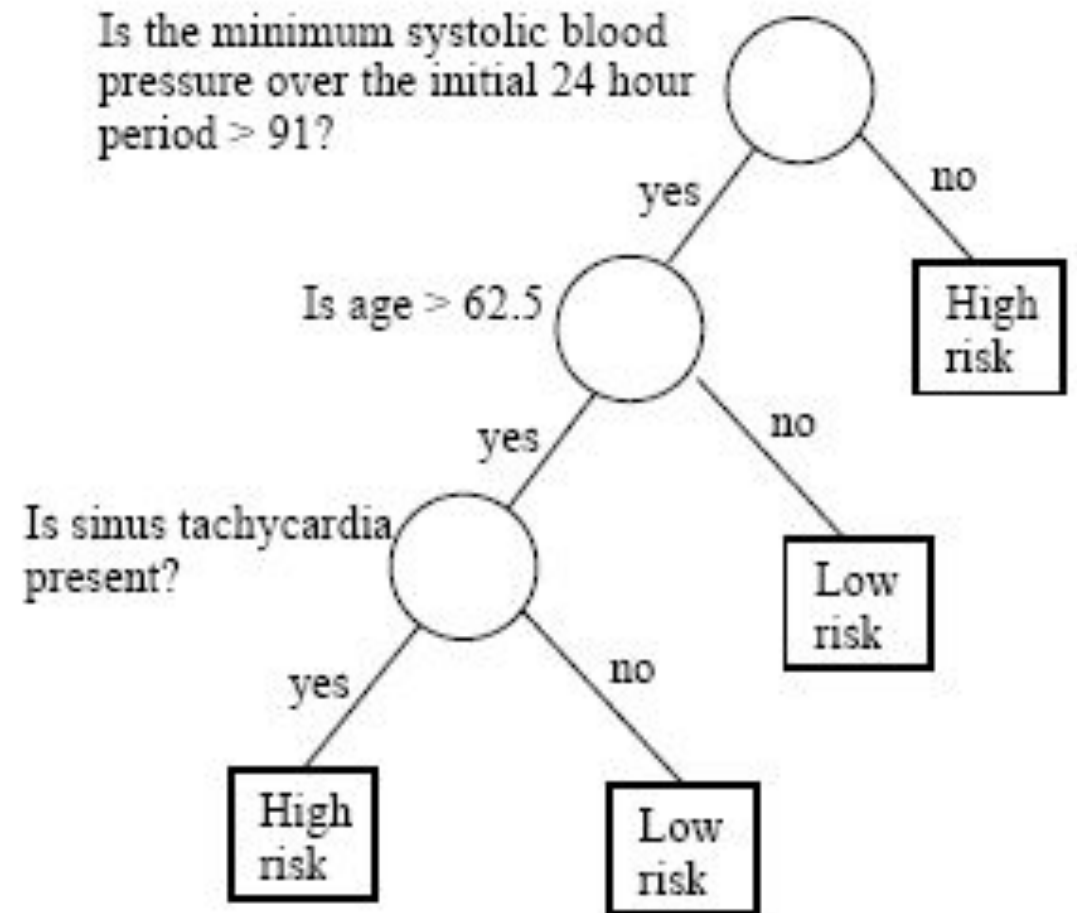 Is the minimum systolic blood
pressure over the initial 24 hour
period > 91?
yes
no
Is age > 62.5
High
risk
yes
no
Is sinus tachycardia
present?
Low
risk
yes
no
High
risk
Low
risk